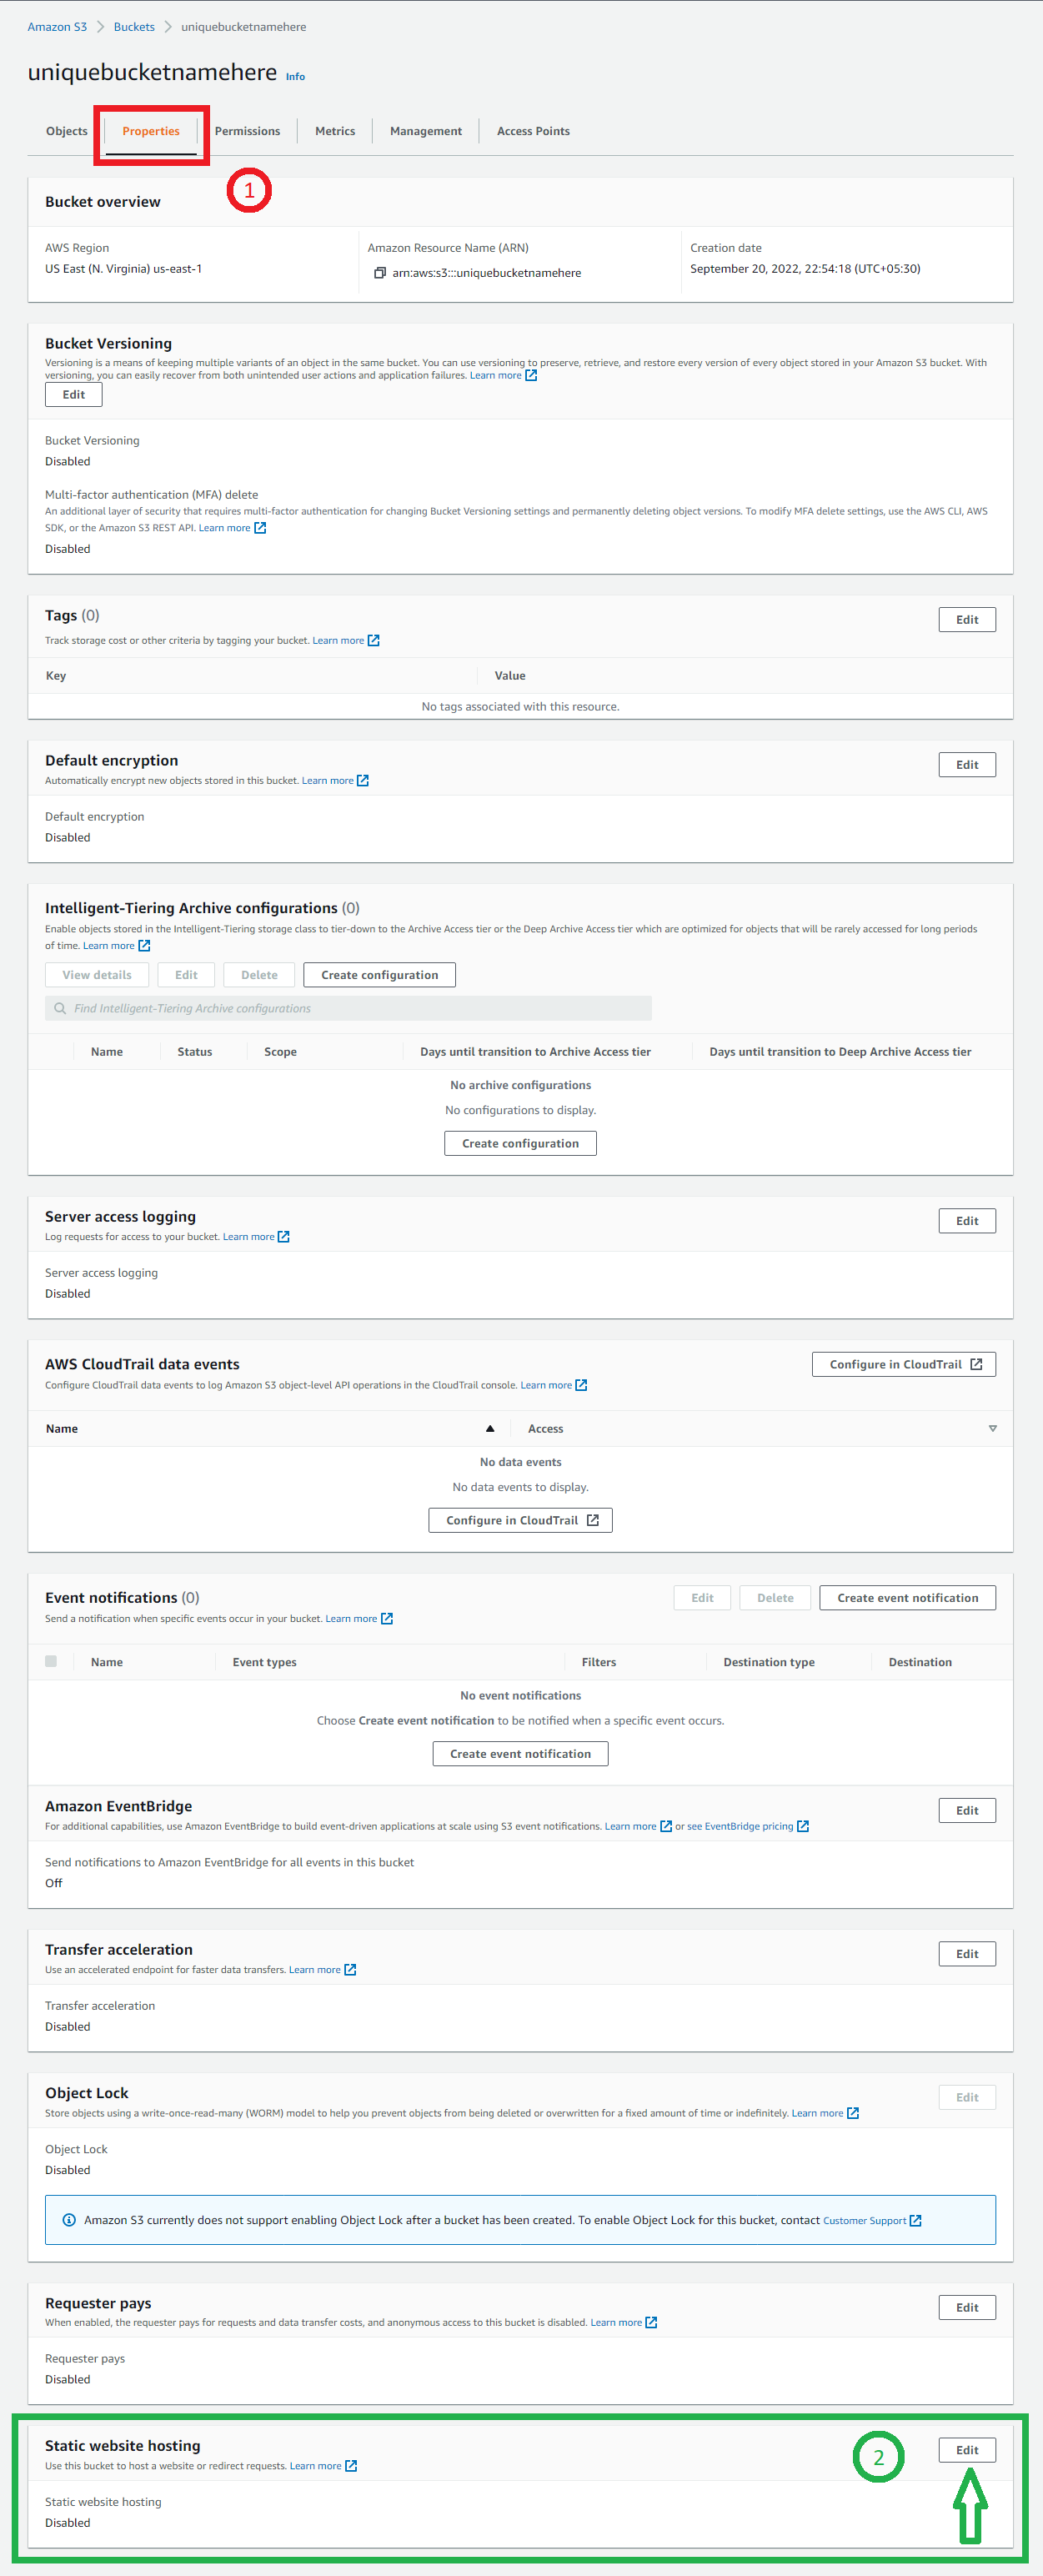 Amazon S3 > Buckets > uniquebucketnamehere
uniquebucketnamehere Info
Objects Properties Permissions Metrics Management Access Points
1
Bucket overview
AWS Region
US East (N. Virginia) us-east-1
Amazon Resource Name (ARN)
arn:aws:s3:::uniquebucketnamehere
Creation date
September 20, 2022, 22:54:18 (UTC+05:30)
Bucket Versioning
Versioning is a means of keeping multiple variants of an object in the same bucket. You can use versioning to preserve, retrieve, and restore every version of every object stored in your Amazon S3 bucket. With
versioning, you can easily recover from both unintended user actions and application failures. Learn more
Edit
Bucket Versioning
Disabled
Multi-factor authentication (MFA) delete
An additional layer of security that requires multi-factor authentication for changing Bucket Versioning settings and permanently deleting object versions. To modify MFA delete settings, use the AWS CLI, AWS
SDK, or the Amazon S3 REST API. Learn more
Disabled
Tags (0)
Edit
Track storage cost or other criteria by tagging your bucket. Learn more
Key Value
No tags associated with this resource.
Default encryption
Edit
Automatically encrypt new objects stored in this bucket. Learn more
Default encryption
Disabled
Intelligent-Tiering Archive configurations (0)
Enable objects stored in the Intelligent-Tiering storage class to tier-down to the Archive Access tier or the Deep Archive Access tier which are optimized for objects that will be rarely accessed for long periods
of time. Learn more
View details Edit Delete Create configuration
Find Intelligent-Tiering Archive configurations
Name Status Scope Days until transition to Archive Access tier Days until transition to Deep Archive Access tier
No archive configurations
No configurations to display.
Create configuration
Server access logging
Edit
Log requests for access to your bucket. Learn more
Server access logging
Disabled
AWS CloudTrail data events
Configure in CloudTrail
Configure CloudTrail data events to log Amazon S3 object-level API operations in the CloudTrail console. Learn more
Name Access
No data events
No data events to display.
Configure in CloudTrail
Event notifications (0)
Edit Delete Create event notification
Send a notification when specific events occur in your bucket. Learn more
Name Event types Filters Destination type Destination
No event notifications
Choose Create event notification to be notified when a specific event occurs.
Create event notification
Amazon EventBridge
Edit
For additional capabilities, use Amazon EventBridge to build event-driven applications at scale using S3 event notifications. Learn more or see EventBridge pricing
Send notifications to Amazon EventBridge for all events in this bucket
Off
Transfer acceleration
Edit
Use an accelerated endpoint for faster data transfers. Learn more
Transfer acceleration
Disabled
Object Lock
Edit
Store objects using a write-once-read-many (WORM) model to help you prevent objects from being deleted or overwritten for a fixed amount of time or indefinitely. Learn more
Object Lock
Disabled
Amazon S3 currently does not support enabling Object Lock after a bucket has been created. To enable Object Lock for this bucket, contact Customer Support
Requester pays
Edit
When enabled, the requester pays for requests and data transfer costs, and anonymous access to this bucket is disabled. Learn more
Requester pays
Disabled
Static website hosting
2
Edit
Use this bucket to host a website or redirect requests. Learn more
Static website hosting
Disabled